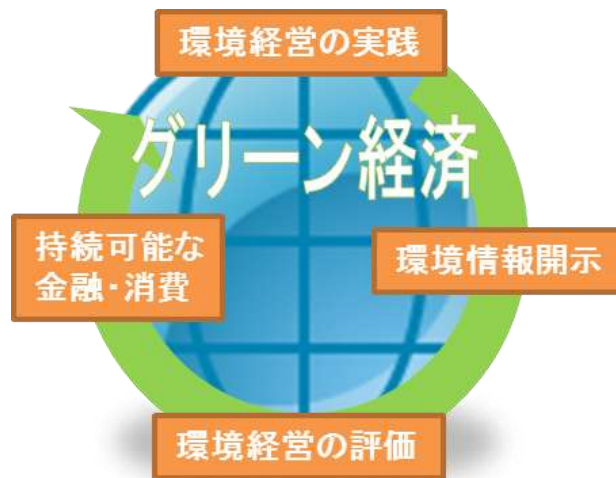 環境経営の実践
グリーン経済
持続可能な
金融・消費
環境情報開示
環境経営の評価